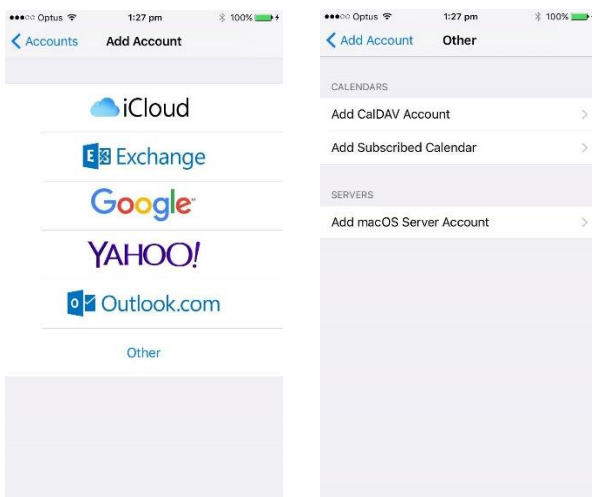 Optus 1:27 pm 100%
Accounts Add Account
iCloud
E Exchange
Google
YAHOO!
o Outlook.com
Other
Optus 1:27 pm 100%
Add Account Other
CALENDARS
Add CalDAV Account
Add Subscribed Calendar
SERVERS
Add macOS Server Account